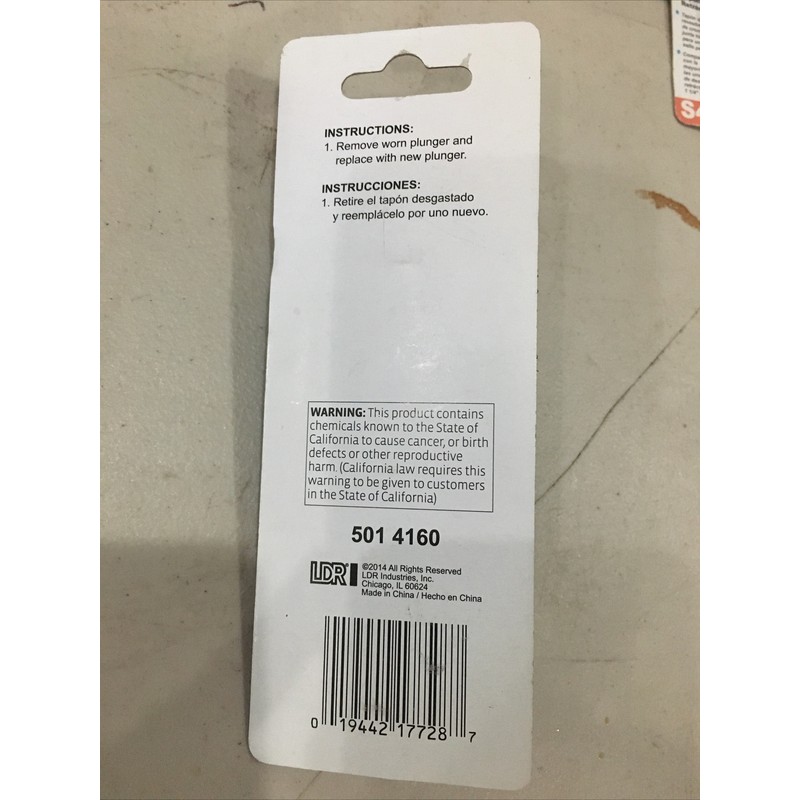 INSTRUCTIONS:
1. Remove worn plunger and
replace with new plunger.
INSTRUCCIONES:
1. Retire el tapón desgastado
y reemplácelo por uno nuevo.
WARNING: This product contains
chemicals known to the State of
California to cause cancer, or birth
defects or other reproductive
harm. (California law requires this
warning to be given to customers
in the State of California)
501 4160
LDR®
©2014 All Rights Reserved
LDR Industries, Inc.
Chicago, IL 60624
Made in China / Hecho en China
0 19442 17728 7